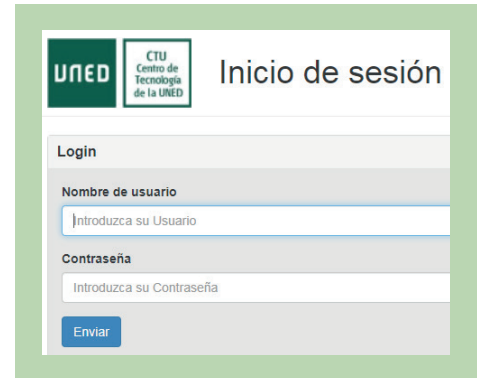 UNED
CTU
Centro de
Tecnología
de la UNED
Inicio de sesión
Login
Nombre de usuario
Introduzca su Usuario
Contraseña
Introduzca su Contraseña
Enviar